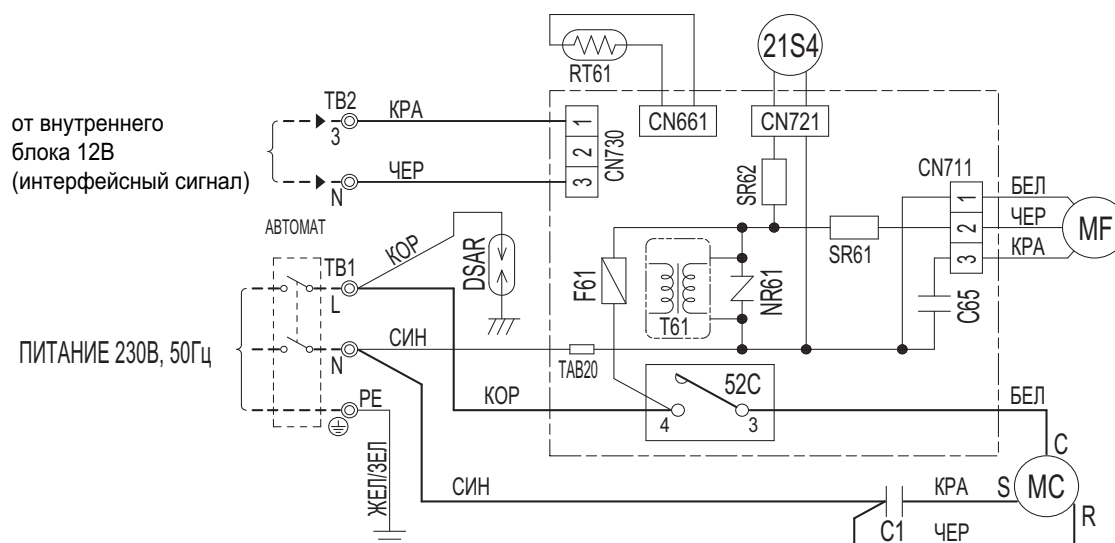 21S4
RT61
TB2
КРА
от внутреннего
блока 12В
(интерфейсный сигнал)
3
1
2
3
CN730
CN661
CN721
ЧЕР
N
SR62
CN711
1
2
3
БЕЛ
ЧЕР
КРА
MF
АВТОМАТ
КОР
DSAR
TB1
L
F61
T61
NR61
SR61
C65
ПИТАНИЕ 230В, 50Гц
СИН
N
TAB20
52C
PE
КОР
4
3
БЕЛ
C
ЖЕЛ/ЗЕЛ
СИН
КРА
S
MC
R
C1
ЧЕР